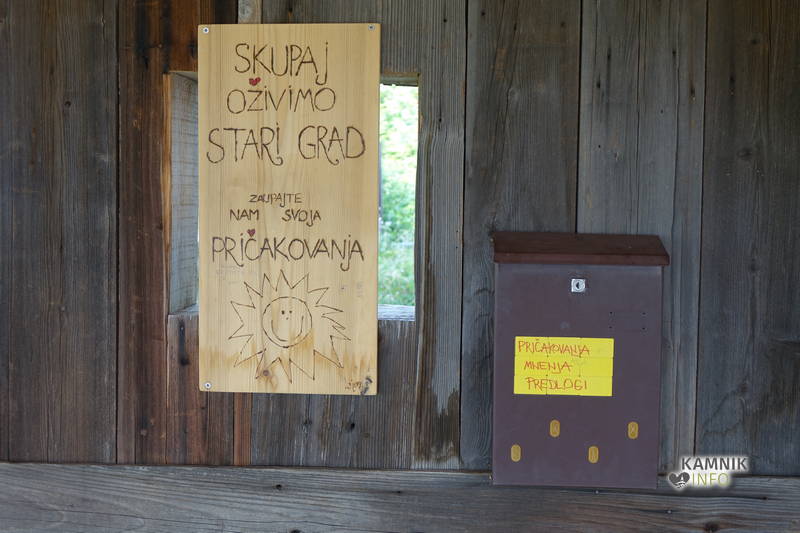 SKUPAJ
OŽIVIMO
STARI GRAD
ZAUPAJTE
NAM SVOJA
PRIČAKOVANJA
PRIČAKOVANJA
MNENJA
PREDLOGI
KAMNIK
INFO